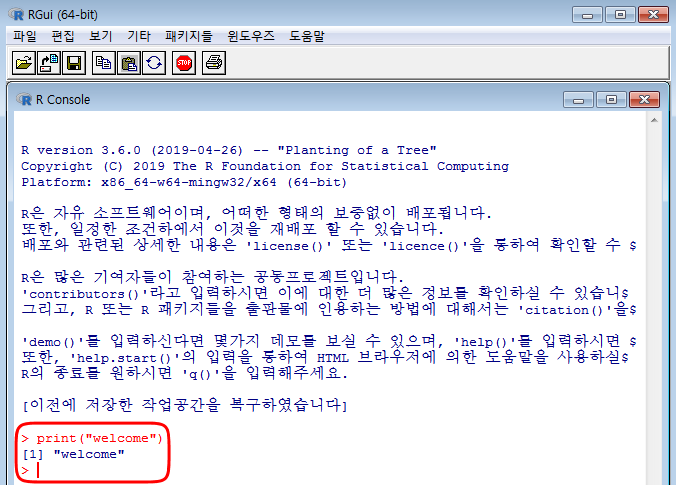 RGui (64-bit)
파일 편집 보기 기타 패키지들 윈도우즈 도움말
STOP
R Console
R version 3.6.0 (2019-04-26) -- "Planting of a Tree"
Copyright (C) 2019 The R Foundation for Statistical Computing
Platform: x86_64-w64-mingw32/x64 (64-bit)
R은 자유 소프트웨어이며, 어떠한 형태의 보증없이 배포됩니다.
또한, 일정한 조건하에서 이것을 재배포 할 수 있습니다.
배포와 관련된 상세한 내용은 'license()' 또는 'licence()'을 통하여 확인할 수 $
R은 많은 기여자들이 참여하는 공동프로젝트입니다.
'contributors()'라고 입력하시면 이에 대한 더 많은 정보를 확인하실 수 있습니$
그리고, R 또는 R 패키지들을 출판물에 인용하는 방법에 대해서는 'citation()'을$
'demo()'를 입력하신다면 몇가지 데모를 보실 수 있으며, 'help()'를 입력하시면 $
또한, 'help.start()'의 입력을 통하여 HTML 브라우저에 의한 도움말을 사용하실$
R의 종료를 원하시면 'q()'을 입력해주세요.
[이전에 저장한 작업공간을 복구하였습니다]
> print("welcome")
[1] "welcome"
>